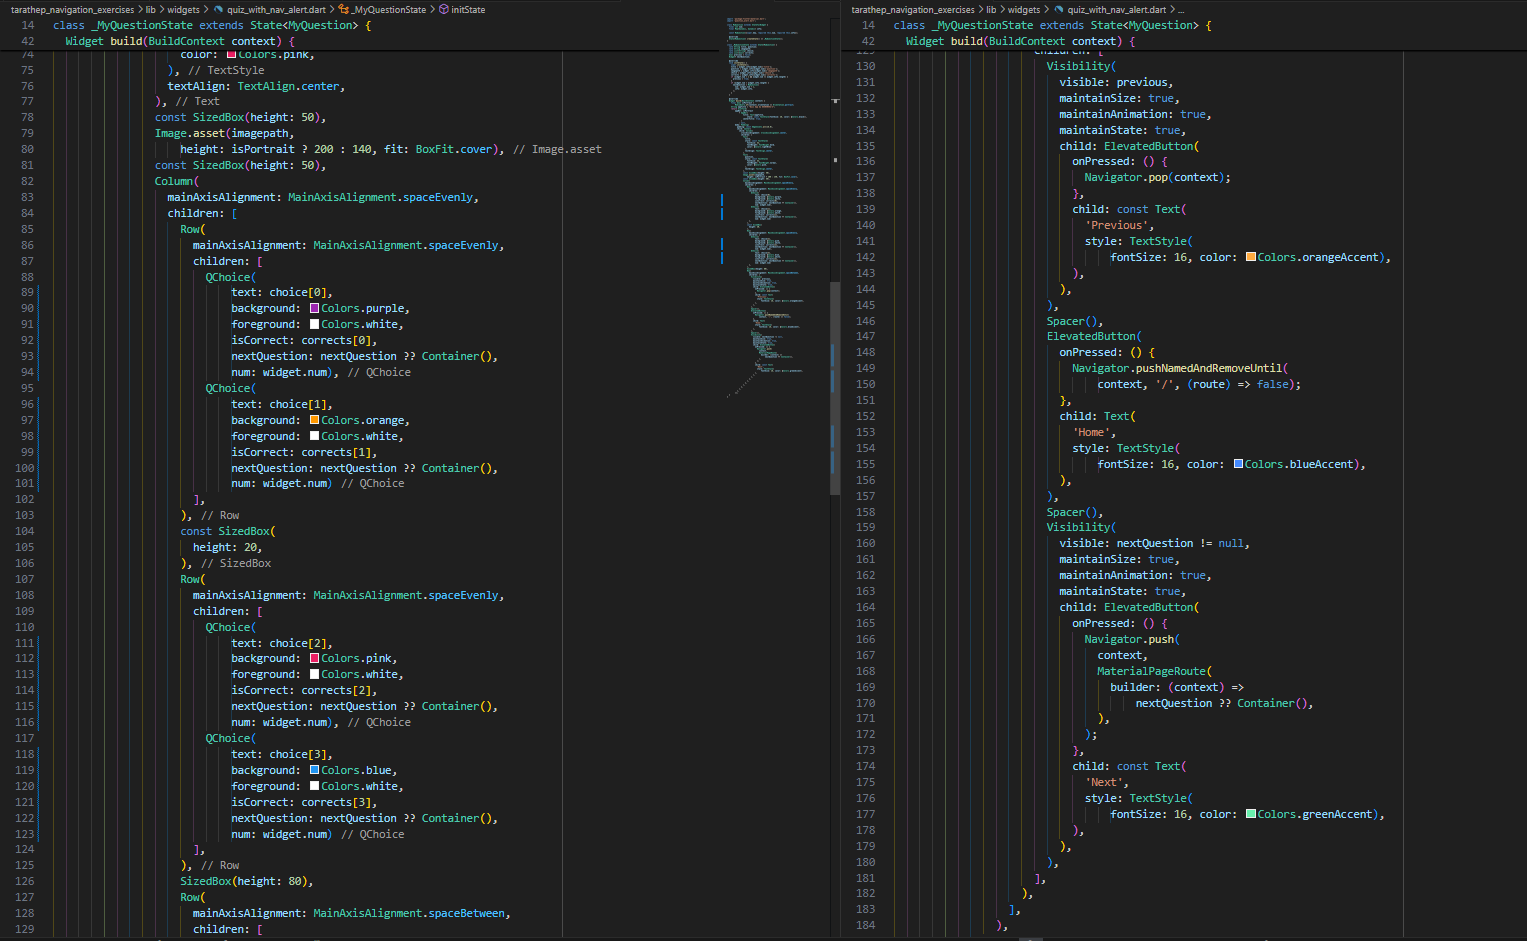 tarathep_navigation_exercises > lib > widgets > quiz_with_nav_alert.dart > _MyQuestionState > initState
14 class _MyQuestionState extends State<MyQuestion> {
42 Widget build(BuildContext context) {
74 color: Colors.pink,
75 ), // TextStyle
76 textAlign: TextAlign.center,
77 ), // Text
78 const SizedBox(height: 50),
79 Image.asset(imagepath,
80 height: isPortrait ? 200 : 140, fit: BoxFit.cover), // Image.asset
81 const SizedBox(height: 50),
82 Column(
83 mainAxisAlignment: MainAxisAlignment.spaceEvenly,
84 children: [
85 Row(
86 mainAxisAlignment: MainAxisAlignment.spaceEvenly,
87 children: [
88 QChoice(
89 text: choice[0],
90 background: Colors.purple,
91 foreground: Colors.white,
92 isCorrect: corrects[0],
93 nextQuestion: nextQuestion ?? Container(),
94 num: widget.num), // QChoice
95 QChoice(
96 text: choice[1],
97 background: Colors.orange,
98 foreground: Colors.white,
99 isCorrect: corrects[1],
100 nextQuestion: nextQuestion ?? Container(),
101 num: widget.num) // QChoice
102 ],
103 ), // Row
104 const SizedBox(
105 height: 20,
106 ), // SizedBox
107 Row(
108 mainAxisAlignment: MainAxisAlignment.spaceEvenly,
109 children: [
110 QChoice(
111 text: choice[2],
112 background: Colors.pink,
113 foreground: Colors.white,
114 isCorrect: corrects[2],
115 nextQuestion: nextQuestion ?? Container(),
116 num: widget.num), // QChoice
117 QChoice(
118 text: choice[3],
119 background: Colors.blue,
120 foreground: Colors.white,
121 isCorrect: corrects[3],
122 nextQuestion: nextQuestion ?? Container(),
123 num: widget.num) // QChoice
124 ],
125 ), // Row
126 SizedBox(height: 80),
127 Row(
128 mainAxisAlignment: MainAxisAlignment.spaceBetween,
129 children: [
tarathep_navigation_exercises > lib > widgets > quiz_with_nav_alert.dart > ...
14 class _MyQuestionState extends State<MyQuestion> {
42 Widget build(BuildContext context) {
129 children: [
130 Visibility(
131 visible: previous,
132 maintainSize: true,
133 maintainAnimation: true,
134 maintainState: true,
135 child: ElevatedButton(
136 onPressed: () {
137 Navigator.pop(context);
138 },
139 child: const Text(
140 'Previous',
141 style: TextStyle(
142 fontSize: 16, color: Colors.orangeAccent),
143 ),
144 ),
145 ),
146 Spacer(),
147 ElevatedButton(
148 onPressed: () {
149 Navigator.pushNamedAndRemoveUntil(
150 context, '/', (route) => false);
151 },
152 child: Text(
153 'Home',
154 style: TextStyle(
155 fontSize: 16, color: Colors.blueAccent),
156 ),
157 ),
158 Spacer(),
159 Visibility(
160 visible: nextQuestion != null,
161 maintainSize: true,
162 maintainAnimation: true,
163 maintainState: true,
164 child: ElevatedButton(
165 onPressed: () {
166 Navigator.push(
167 context,
168 MaterialPageRoute(
169 builder: (context) =>
170 nextQuestion ?? Container(),
171 ),
172 );
173 },
174 child: const Text(
175 'Next',
176 style: TextStyle(
177 fontSize: 16, color: Colors.greenAccent),
178 ),
179 ),
180 ),
181 ],
182 ),
183 ],
184 ),